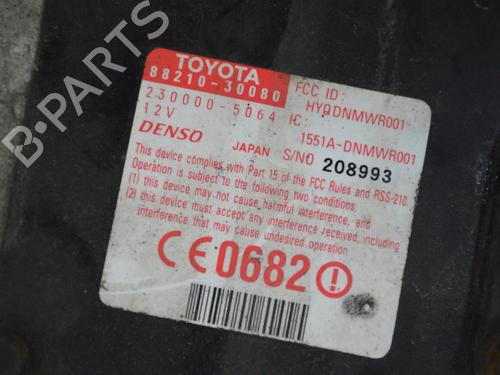 TOYOTA
88210-30080
230000-5064
12V
DENSO
JAPAN
FCC ID:
HYQDNMWR001
IC:
1551A-DNMWR001
S/NO 208993
This device complies with Part 15 of the FCC Rules and RSS-210.
Operation is subject to the following two conditions:
(1) this device may not cause harmful interference, and
(2) this device must accept any interference received, including
interference that may cause undesired operation.
CE0682
B-PARTS